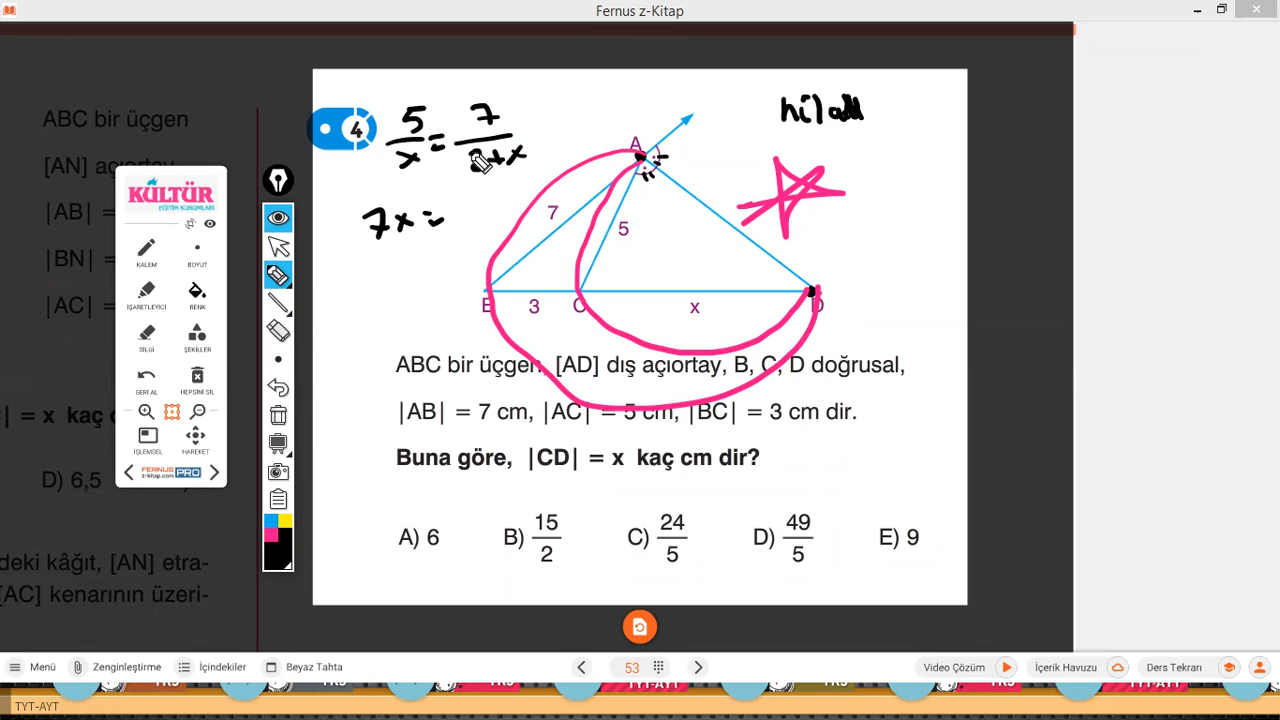 Fernus z-Kitap
ABC bir üçgen
[AN] açıortay
|AB| =
|BN| =
|AC| =
| = x kaç
D) 6,5
deki kâğıt, [AN] etra-
[AC] kenarının üzeri-
KÜLTÜR
EĞİTİM KURUMLARI
KALEM
BOYUT
İŞARETLEYİCİ
RENK
SİLGİ
ŞEKİLLER
GERİ AL
HEPSİNİ SİL
İŞLEMSEL
HAREKET
FERNUS
z-kitap.com
PRO
4
5/x = 7/3+x
7x =
hilal
A
7
5
B
3
C
x
D
ABC bir üçgen, [AD] dış açıortay, B, C, D doğrusal,
|AB| = 7 cm, |AC| = 5 cm, |BC| = 3 cm dir.
Buna göre, |CD| = x kaç cm dir?
A) 6 B) 15/2 C) 24/5 D) 49/5 E) 9
Menü Zenginleştirme İçindekiler Beyaz Tahta 53 Video Çözüm İçerik Havuzu Ders Tekrarı
TYT-AYT
TYT-AYT
TYT-AYT